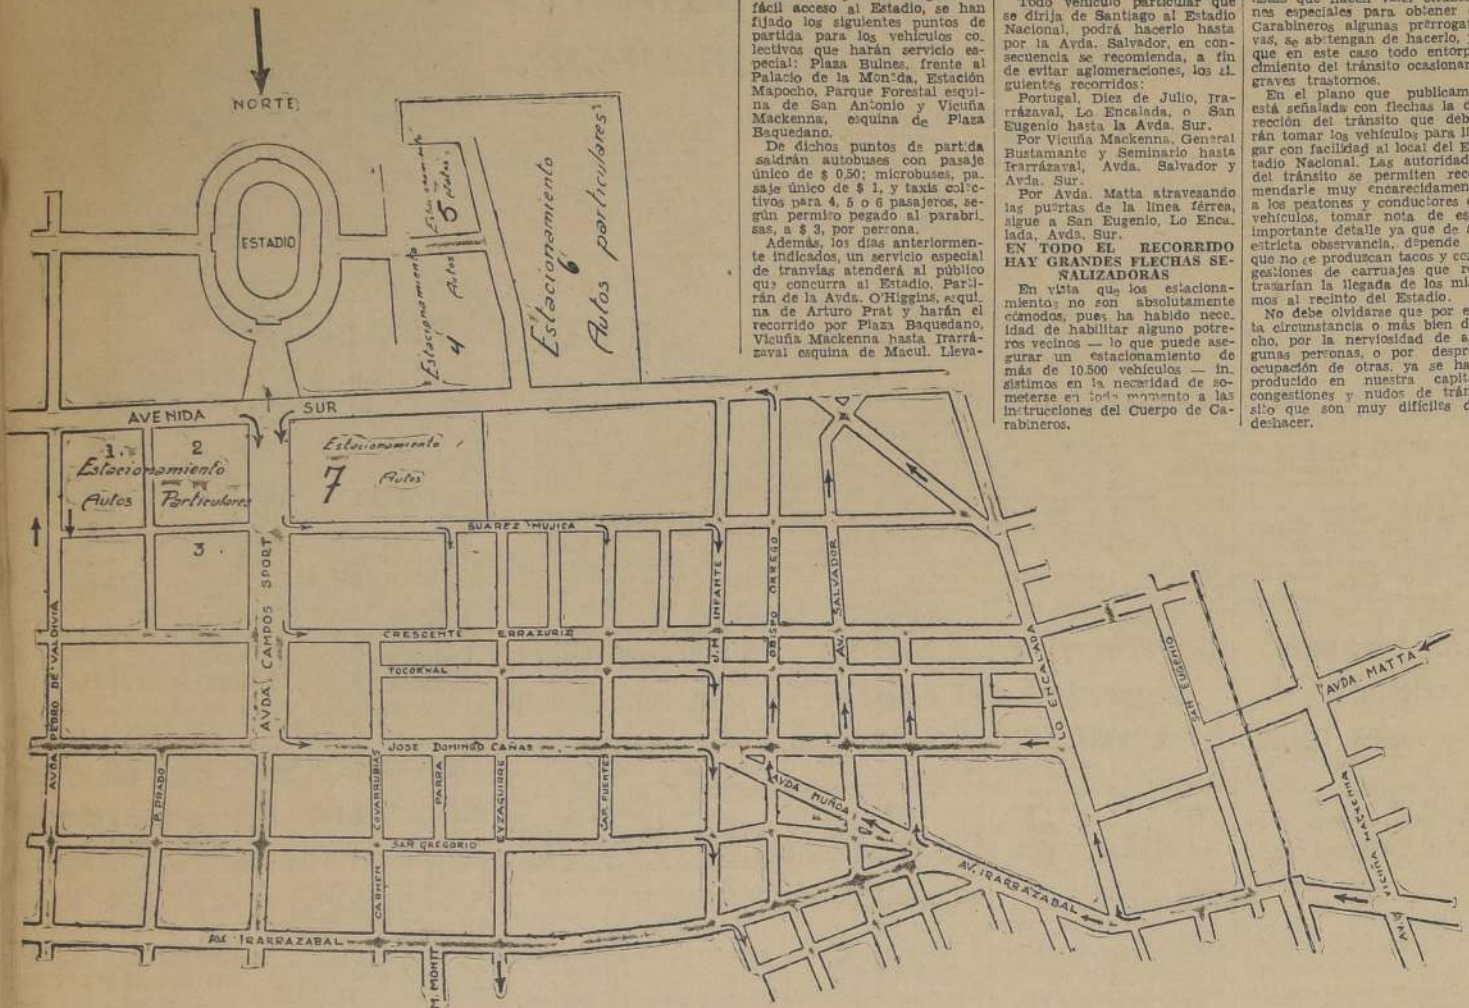 fácil acceso al Estadio, se han
fijado los siguientes puntos de
partida para los vehículos co_
lectivos que harán servicio es-
pecial: Plaza Bulnes, frente al
Palacio de la Moneda, Estación
Mapocho, Parque Forestal esqui-
na de San Antonio y Vicuña
Mackenna, esquina de Plaza
Baquedano.
De dichos puntos de partida
saldrán autobuses con pasaje
único de $ 0,50; microbuses, pa_
saje único de $ 1, y taxis colec-
tivos para 4, 5 o 6 pasajeros, se-
gún permiso pegado al parabri_
sas, a $ 3, por persona.
Además, los días anteriormen-
te indicados, un servicio especial
de tranvías atenderá al público
que concurra al Estadio. Parti-
rán de la Avda. O'Higgins, esqui_
na de Arturo Prat y harán el
recorrido por Plaza Baquedano,
Vicuña Mackenna hasta Irarrá-
zaval esquina de Macul. Lleva-
Todo vehículo particular que
se dirija de Santiago al Estadio
Nacional, podrá hacerlo hasta
por la Avda. Salvador, en con-
secuencia se recomienda, a fin
de evitar aglomeraciones, los si_
guientes recorridos:
Portugal, Diez de Julio, Ira-
rrázaval, Lo Encalada, o San
Eugenio hasta la Avda. Sur.
Por Vicuña Mackenna, General
Bustamante y Seminario hasta
Irarrázaval, Avda. Salvador y
Avda. Sur.
Por Avda. Matta atravesando
las puertas de la línea férrea,
sigue a San Eugenio, Lo Enca_
lada, Avda. Sur.
EN TODO EL RECORRIDO
HAY GRANDES FLECHAS SE-
ÑALIZADORAS
En vista que los estaciona-
mientos no son absolutamente
cómodos, pues ha habido nece_
idad de habilitar alguno potre-
ros vecinos — lo que puede ase-
gurar un estacionamiento de
más de 10.500 vehículos — in_
sistimos en la necesidad de so-
meterse en todo momento a las
instrucciones del Cuerpo de Ca-
rabineros.
nes especiales para obtener
Carabineros algunas prerrogat
vas, se abstengan de hacerlo,
que en este caso todo entorp
cimiento del tránsito ocasionar
graves trastornos.
En el plano que publicam
está señalada con flechas la d
rección del tránsito que deb
rán tomar los vehículos para ll
gar con facilidad al local del E
tadio Nacional. Las autoridad
del tránsito se permiten reco
mendarle muy encarecidamen
a los peatones y conductores
vehículos, tomar nota de es
importante detalle ya que de
estricta observancia, depende
que no se produzcan tacos y co
gestiones de carruajes que r
trasarían la llegada de los mi
mos al recinto del Estadio.
No debe olvidarse que por e
ta circunstancia o más bien d
cho, por la nerviosidad de a
gunas personas, o por despr
ocupación de otras, ya se ha
producido en nuestra capit
congestiones y nudos de trán
sito que son muy difíciles d
deshacer.
NORTE
ESTADIO
5
Estacionamiento
4 Autos
Estacionamiento
6
Autos particulares
AVENIDA SUR
1. 2
Estacionamiento
Autos Particulares
3
Estacionamiento
7 Autos
SUAREZ MUJICA
CRESCENTE ERRAZURIZ
TOCORNAL
JOSE DOMINGO CAÑAS
SAN GREGORIO
AV. IRARRAZABAL
AVDA PEDRO DE VALDIVIA
P. PRADO
AVDA. CAMPOS SPORT
COVARRUBIAS
CARMEN
PARRA
M. MONTT
EYZAGUIRRE
CAP. FUENTES
J.M. INFANTE
OBISPO ORREGO
AV. SALVADOR
AVDA ÑUÑOA
AV. IRARRAZABAL
LO ENCALADA
SAN EUGENIO
AVDA. MATTA
AV. VICUÑA MACKENNA